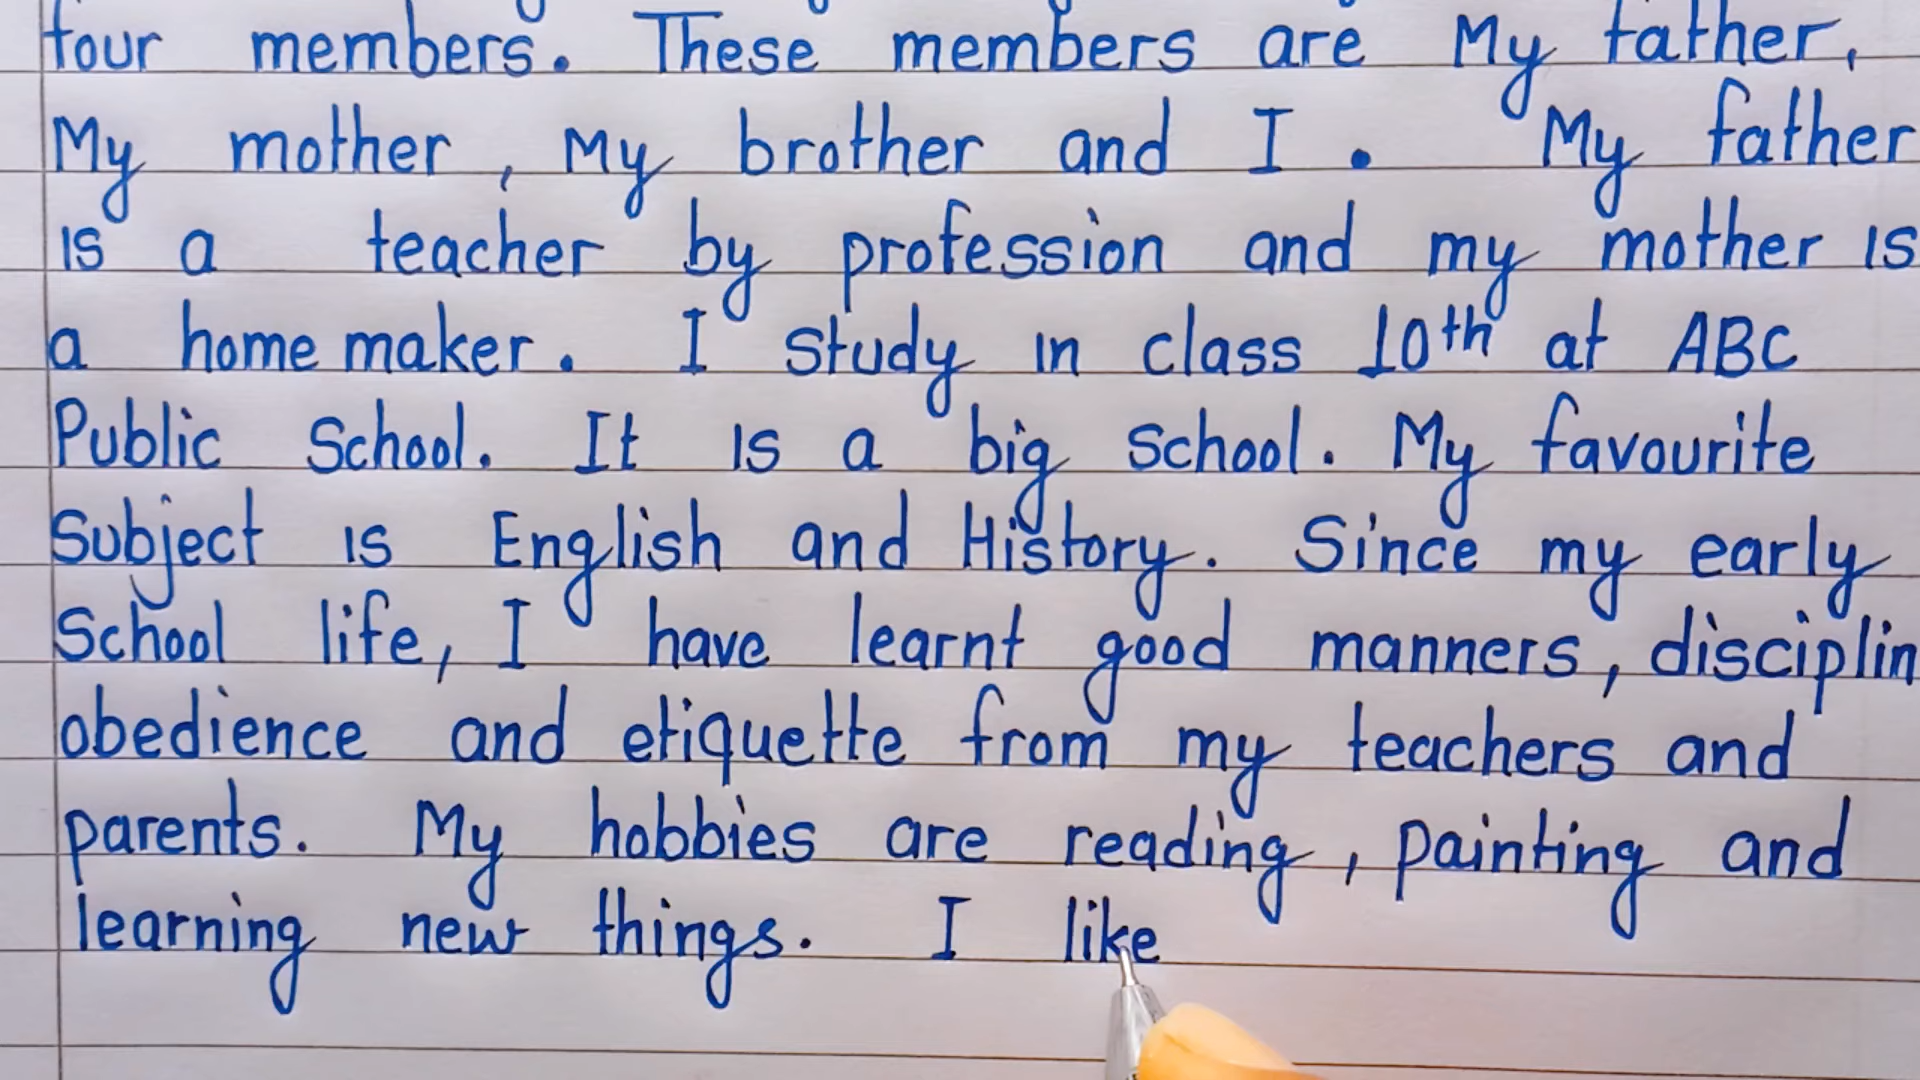 four members. These members are My father,
My mother, My brother and I. My father
is a teacher by profession and my mother is
a home maker. I study in class 10th at ABC
Public School. It is a big school. My favourite
Subject is English and History. Since my early
School life, I have learnt good manners, disciplin
obedience and etiquette from my teachers and
parents. My hobbies are reading, painting and
learning new things. I like